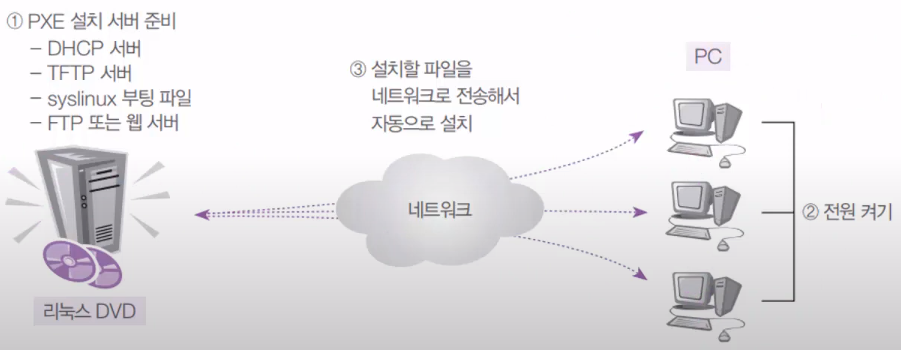 ① PXE 설치 서버 준비
– DHCP 서버
– TFTP 서버
– syslinux 부팅 파일
– FTP 또는 웹 서버
리눅스 DVD
③ 설치할 파일을
네트워크로 전송해서
자동으로 설치
네트워크
PC
② 전원 켜기